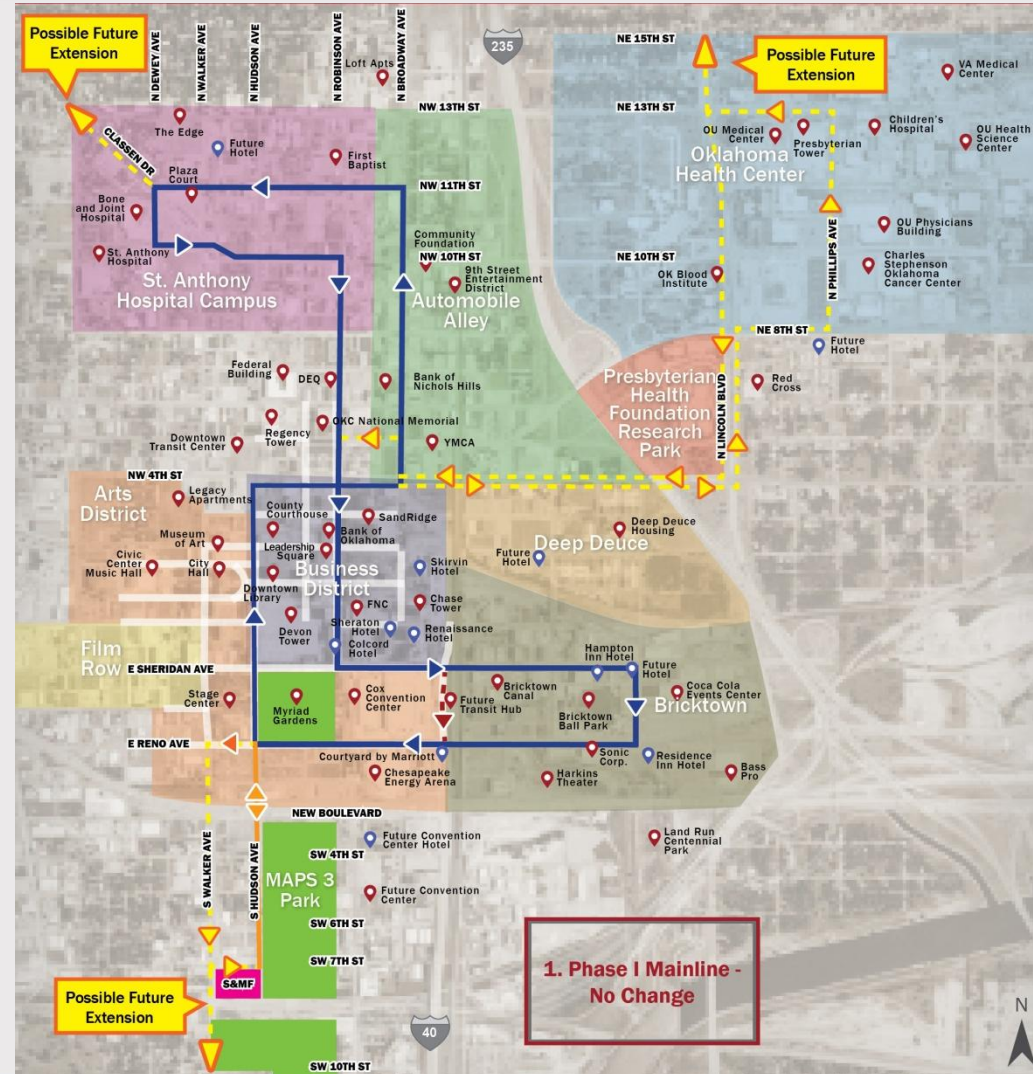 Possible Future
Extension
N DEWEY AVE
N WALKER AVE
N HUDSON AVE
N ROBINSON AVE
N BROADWAY AVE
Loft Apts
235
NE 15TH ST
Possible Future
Extension
VA Medical
Center
NW 13TH ST
NE 13TH ST
The Edge
Future
Hotel
First
Baptist
CLASSEN DR
OU Medical
Center
Presbyterian
Tower
Children's
Hospital
OU Health
Science
Center
Oklahoma
Health Center
Plaza
Court
NW 11TH ST
Bone
and Joint
Hospital
N PHILLIPS AVE
OU Physicians
Building
St. Anthony
Hospital
Community
Foundation
NW 10TH ST
NE 10TH ST
9th Street
Entertainment
District
OK Blood
Institute
Charles
Stephenson
Oklahoma
Cancer Center
St. Anthony
Hospital Campus
Automobile
Alley
NE 8TH ST
Future
Hotel
Federal
Building
DEQ
Bank of
Nichols Hills
Presbyterian
Health
Foundation
Research
Park
N LINCOLN BLVD
Red
Cross
Regency
Tower
OKC National Memorial
Downtown
Transit Center
YMCA
NW 4TH ST
Arts
District
Legacy
Apartments
County
Courthouse
SandRidge
Bank of
Oklahoma
Deep Deuce
Housing
Deep Deuce
Museum
of Art
Leadership
Square
Civic
Center
Music Hall
City
Hall
Business
District
Skirvin
Hotel
Future
Hotel
Downtown
Library
Devon
Tower
FNC
Chase
Tower
Sheraton
Hotel
Renaissance
Hotel
Colcord
Hotel
Film
Row
E SHERIDAN AVE
Hampton
Inn Hotel
Future
Hotel
Stage
Center
Myriad
Gardens
Cox
Convention
Center
Future
Transit Hub
Bricktown
Canal
Bricktown
Ball Park
Coca Cola
Events Center
Bricktown
E RENO AVE
Courtyard by Marriott
Sonic
Corp.
Residence
Inn Hotel
Chesapeake
Energy Arena
Harkins
Theater
Bass
Pro
NEW BOULEVARD
S WALKER AVE
S HUDSON AVE
Future Convention
Center Hotel
SW 4TH ST
Land Run
Centennial
Park
MAPS 3
Park
Future Convention
Center
SW 6TH ST
SW 7TH ST
S&MF
1. Phase I Mainline -
No Change
Possible Future
Extension
40
N
SW 10TH ST